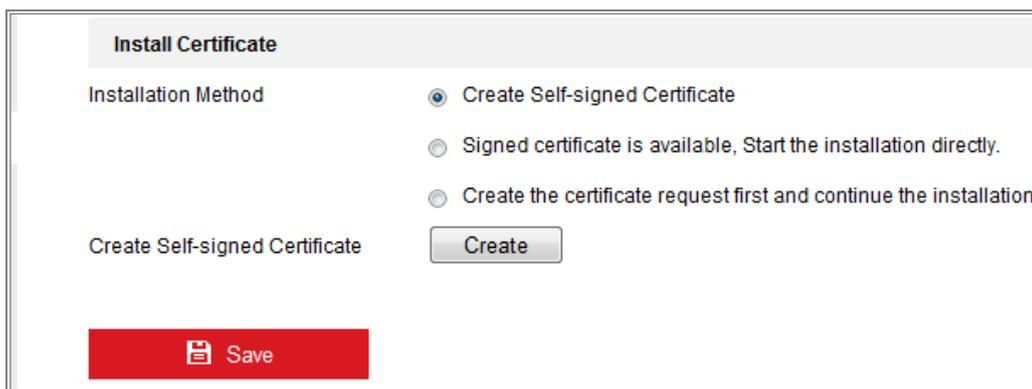 Install Certificate
Installation Method
Create Self-signed Certificate
Signed certificate is available, Start the installation directly.
Create the certificate request first and continue the installation
Create Self-signed Certificate
Create
Save